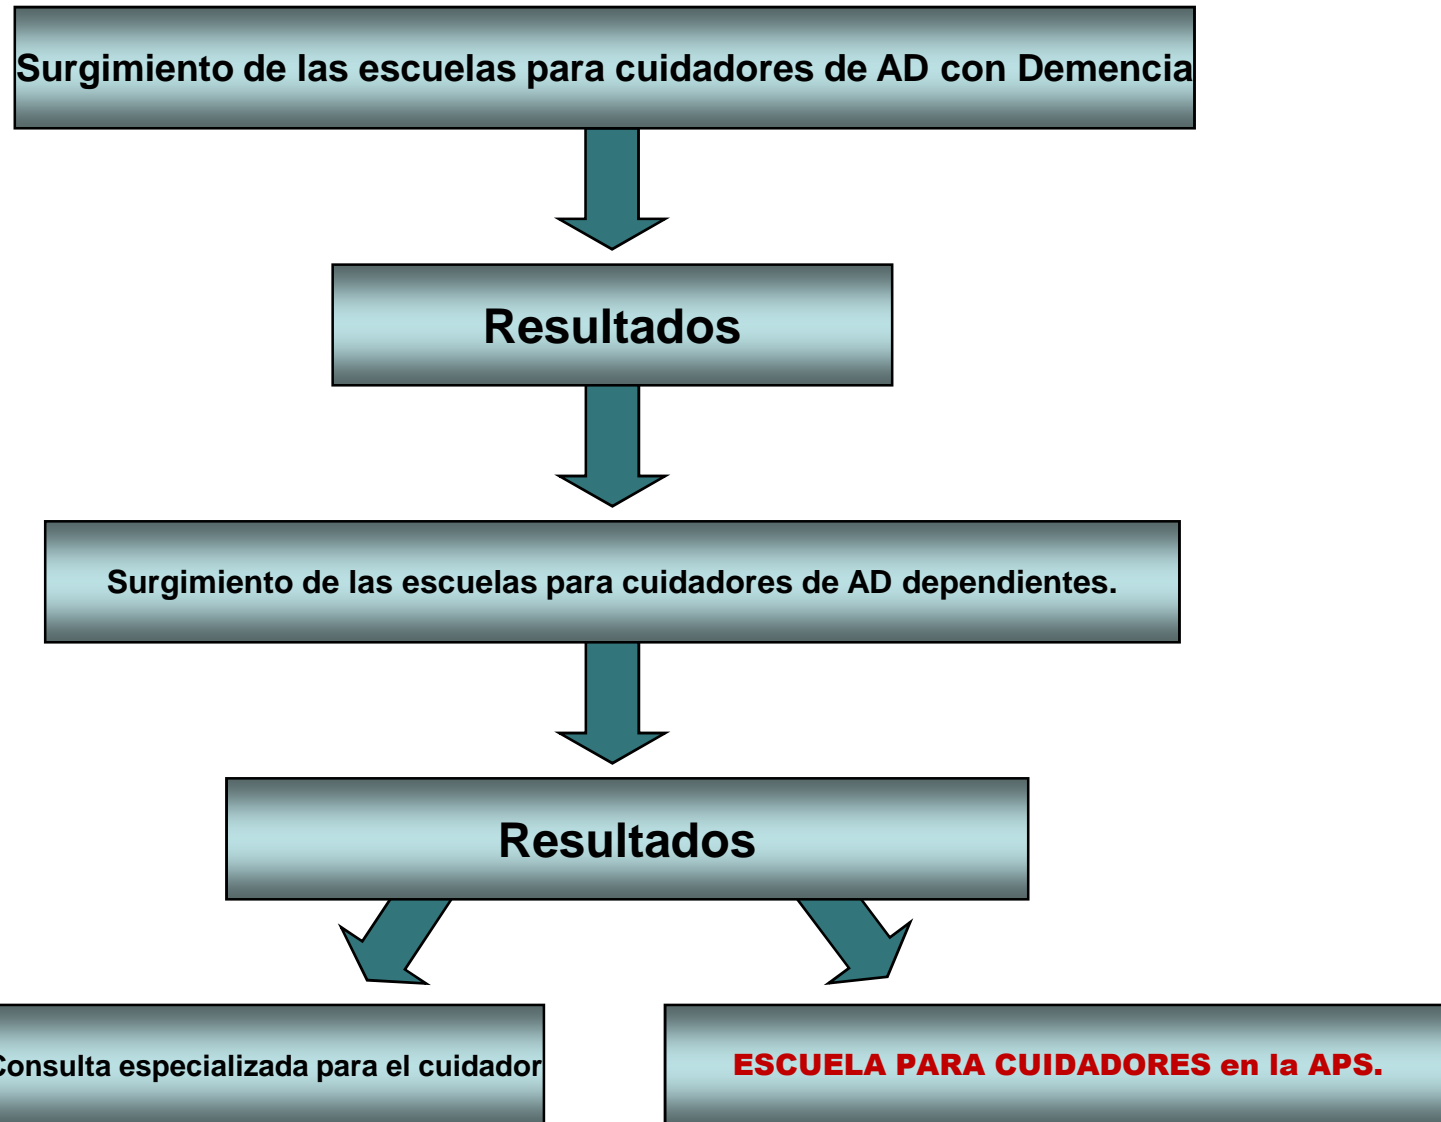 Surgimiento de las escuelas para cuidadores de AD con Demencia
Resultados
Surgimiento de las escuelas para cuidadores de AD dependientes.
Resultados
Consulta especializada para el cuidador
ESCUELA PARA CUIDADORES en la APS.